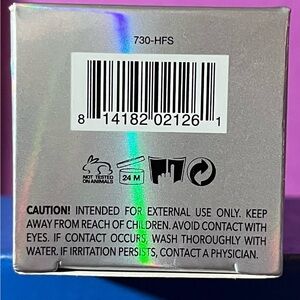 730-HFS
8 14182 02126 1
NOT TESTED
ON ANIMALS
24 M
CAUTION! INTENDED FOR EXTERNAL USE ONLY. KEEP
AWAY FROM REACH OF CHILDREN. AVOID CONTACT WITH
EYES. IF CONTACT OCCURS, WASH THOROUGHLY WITH
WATER. IF IRRITATION PERSISTS, CONTACT A PHYSICIAN.